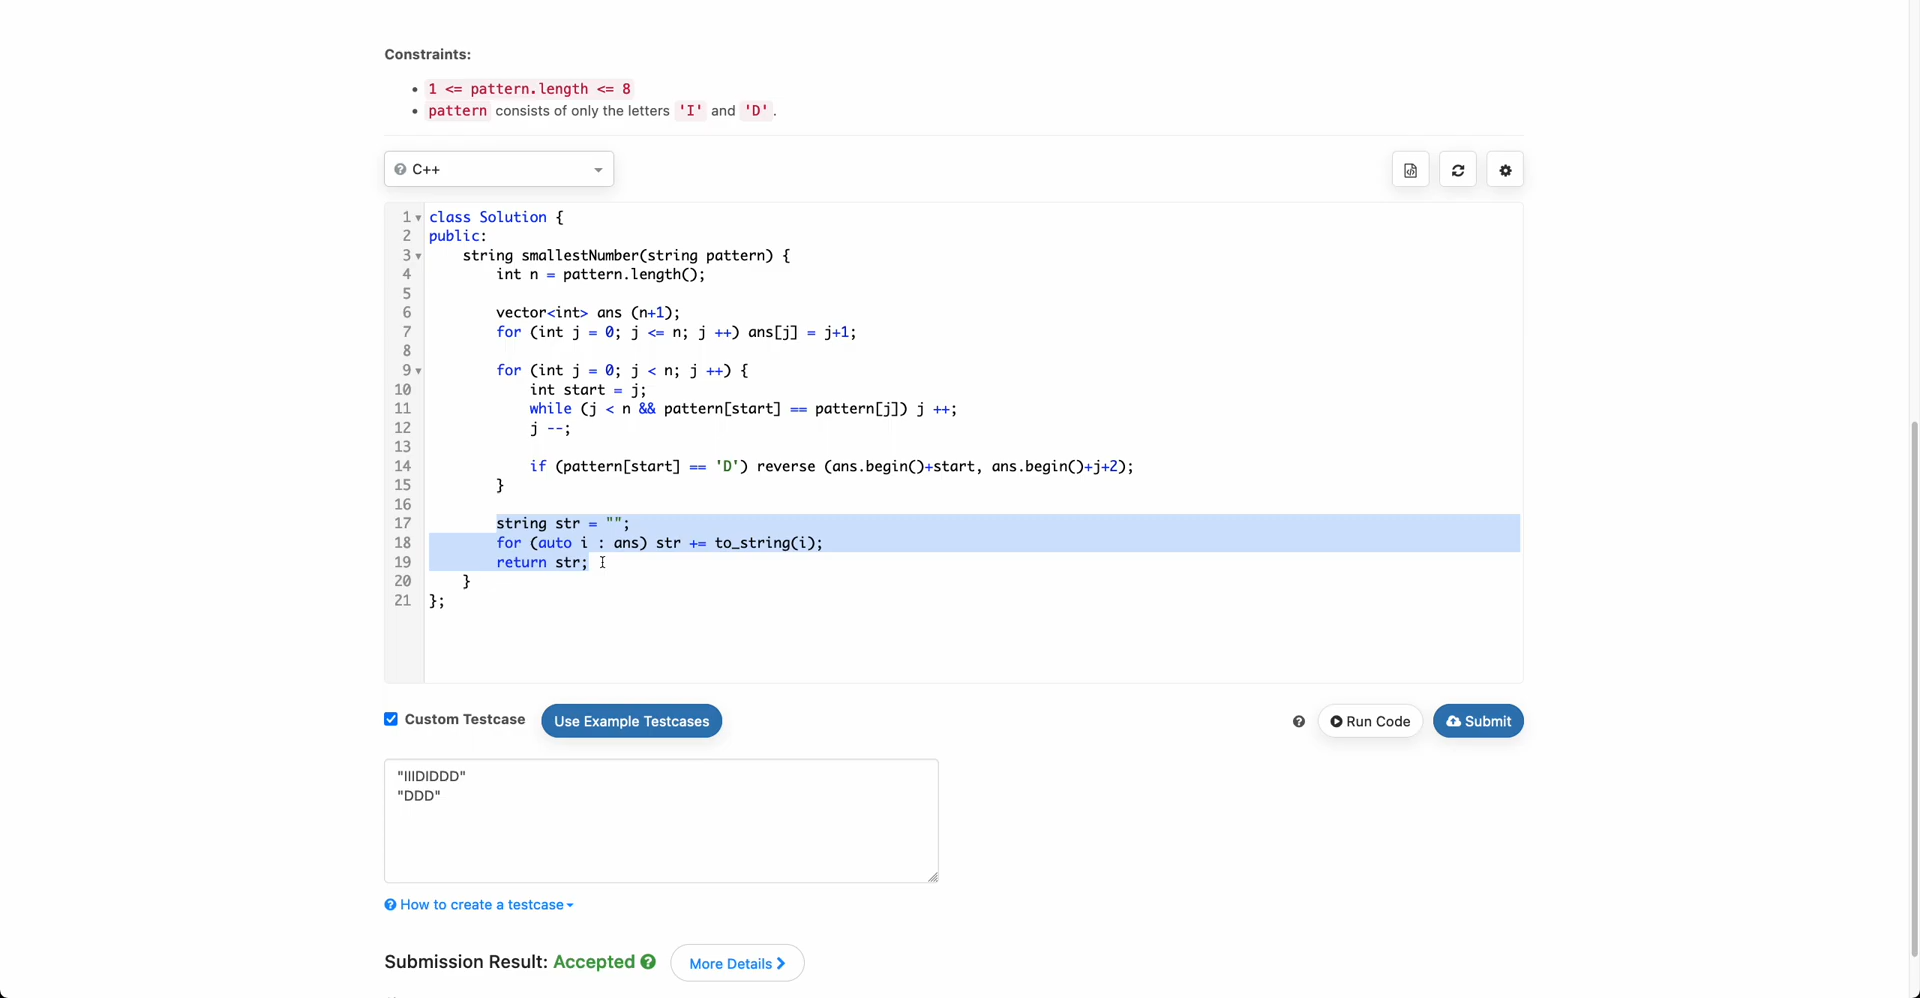 Constraints:
• 1 <= pattern.length <= 8
• pattern consists of only the letters 'I' and 'D'.
C++
1 class Solution {
2 public:
3     string smallestNumber(string pattern) {
4         int n = pattern.length();
5
6         vector<int> ans (n+1);
7         for (int j = 0; j <= n; j ++) ans[j] = j+1;
8
9         for (int j = 0; j < n; j ++) {
10             int start = j;
11             while (j < n && pattern[start] == pattern[j]) j ++;
12             j --;
13
14             if (pattern[start] == 'D') reverse (ans.begin()+start, ans.begin()+j+2);
15         }
16
17         string str = "";
18         for (auto i : ans) str += to_string(i);
19         return str;
20     }
21 };
Custom Testcase Use Example Testcases Run Code Submit
"IIIDIDDD"
"DDD"
How to create a testcase
Submission Result: Accepted More Details